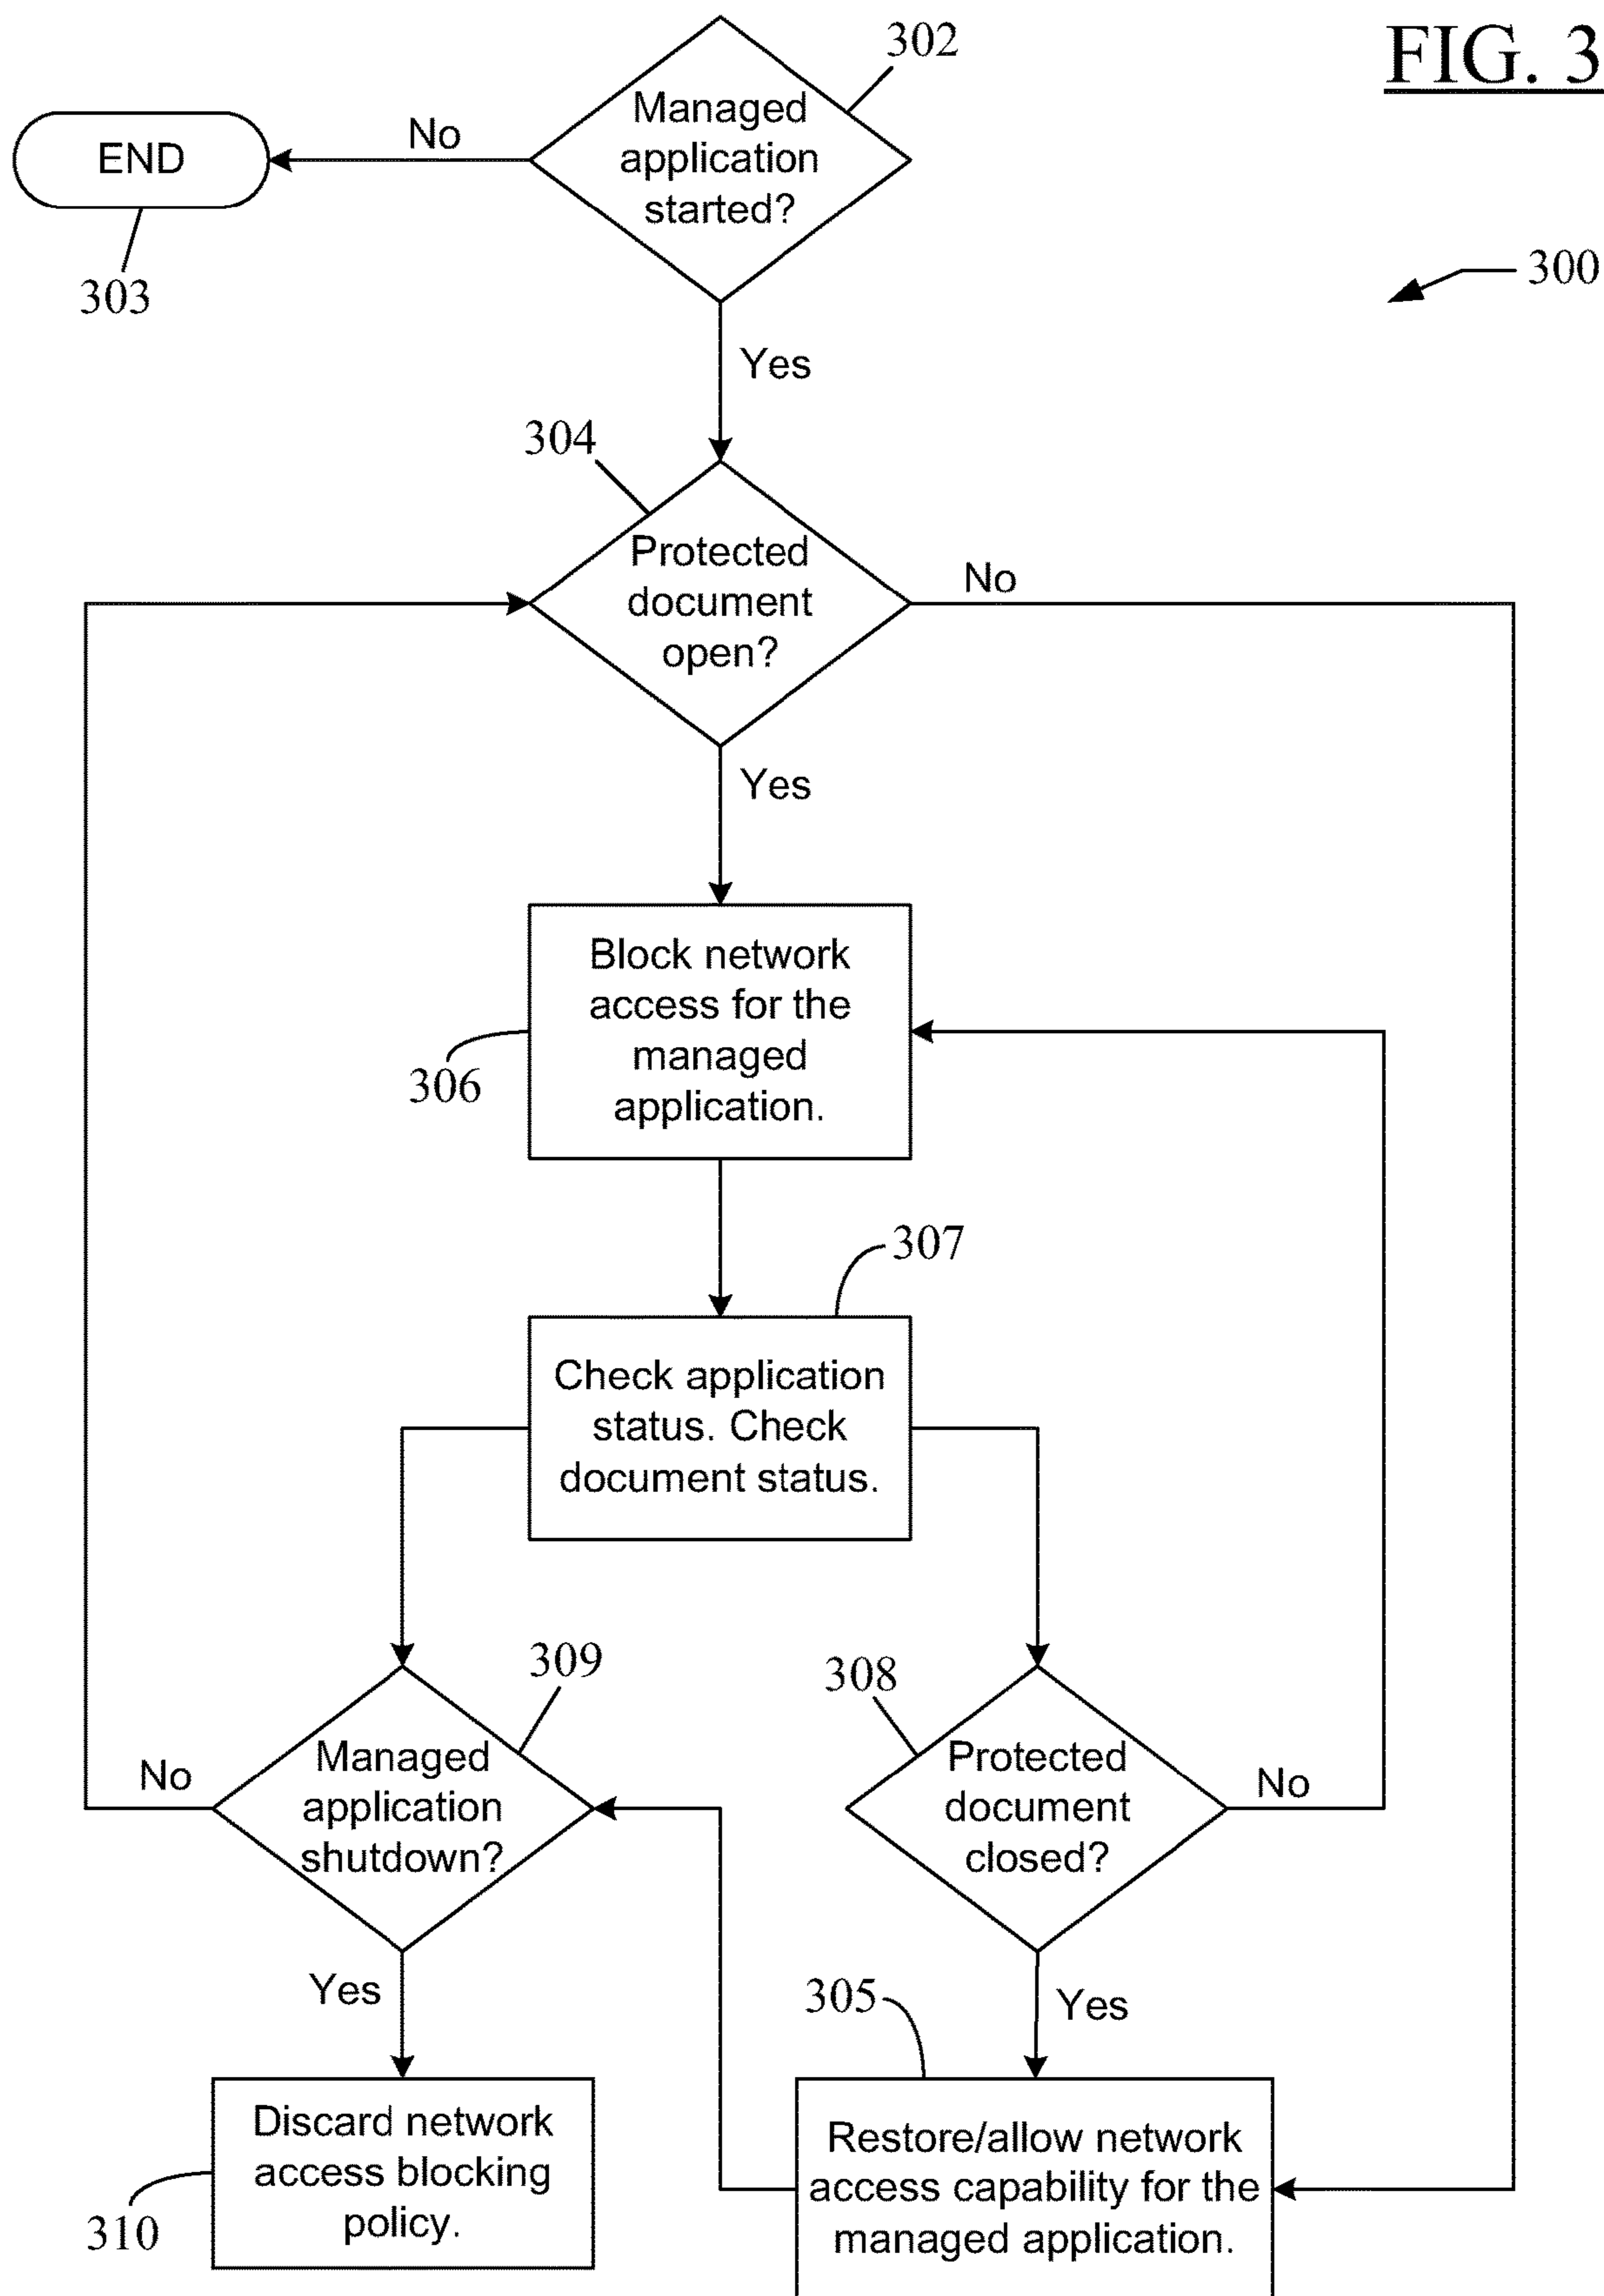 FIG. 3
302
Managed
application
started?
No
END
303
300
Yes
304
Protected
document
open?
No
Yes
Block network
access for the
managed
application.
306
307
Check application
status. Check
document status.
309
308
Managed
application
shutdown?
No
Protected
document
closed?
No
Yes
305
Yes
Discard network
access blocking
policy.
310
Restore/allow network
access capability for the
managed application.